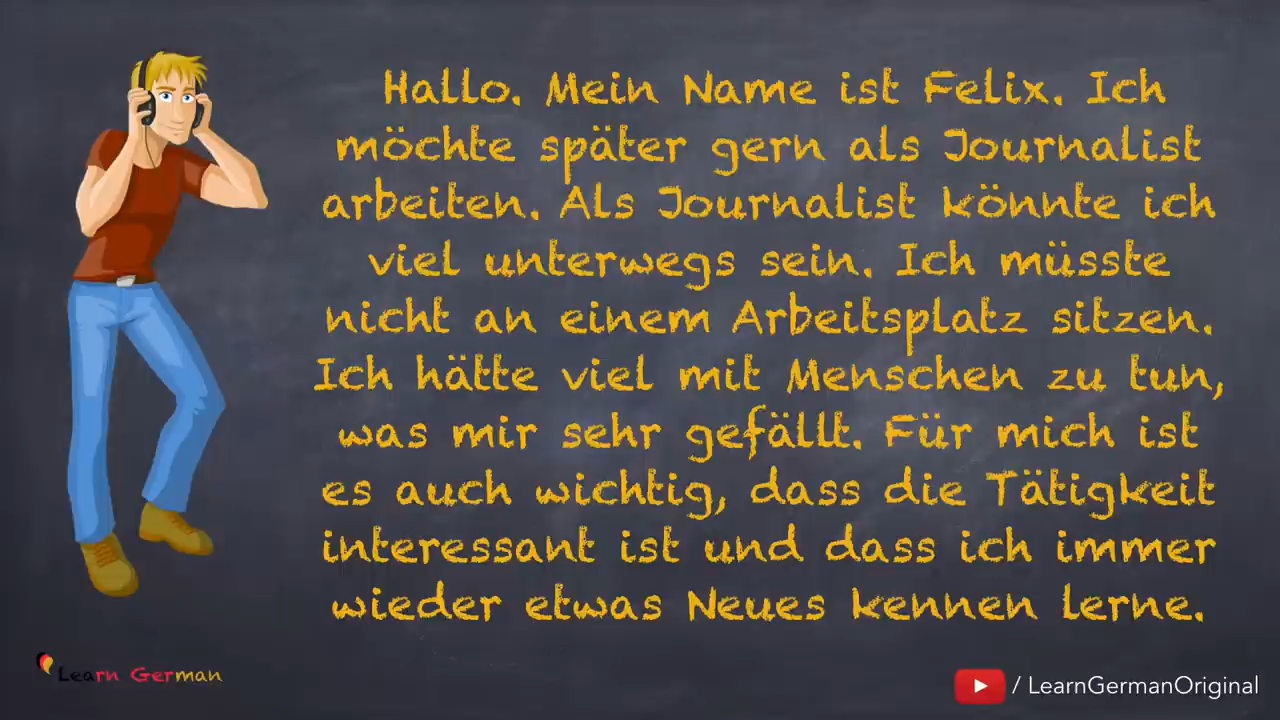 Hallo. Mein Name ist Felix. Ich
möchte später gern als Journalist
arbeiten. Als Journalist könnte ich
viel unterwegs sein. Ich müsste
nicht an einem Arbeitsplatz sitzen.
Ich hätte viel mit Menschen zu tun,
was mir sehr gefällt. Für mich ist
es auch wichtig, dass die Tätigkeit
interessant ist und dass ich immer
wieder etwas Neues kennen lerne.
Learn German
/ LearnGermanOriginal